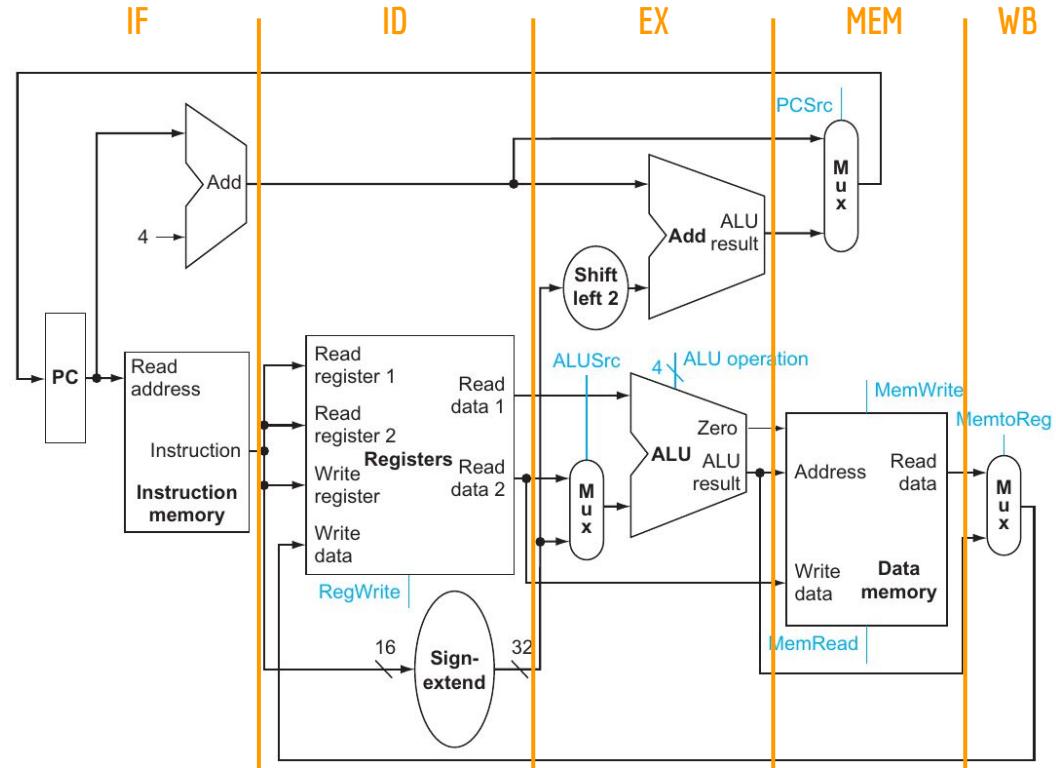 IF
ID
EX
MEM
WB
PCSrc
Add
4
M
u
x
Add
ALU
result
Shift
left 2
PC
Read
address
Instruction
Instruction
memory
Read
register 1
Read
register 2
Write
register
Write
data
Registers
Read
data 1
Read
data 2
RegWrite
16
Sign-
extend
32
ALUSrc
M
u
x
4
ALU operation
Zero
ALU
ALU
result
MemWrite
Address
Read
data
Write
data
Data
memory
MemRead
MemtoReg
M
u
x